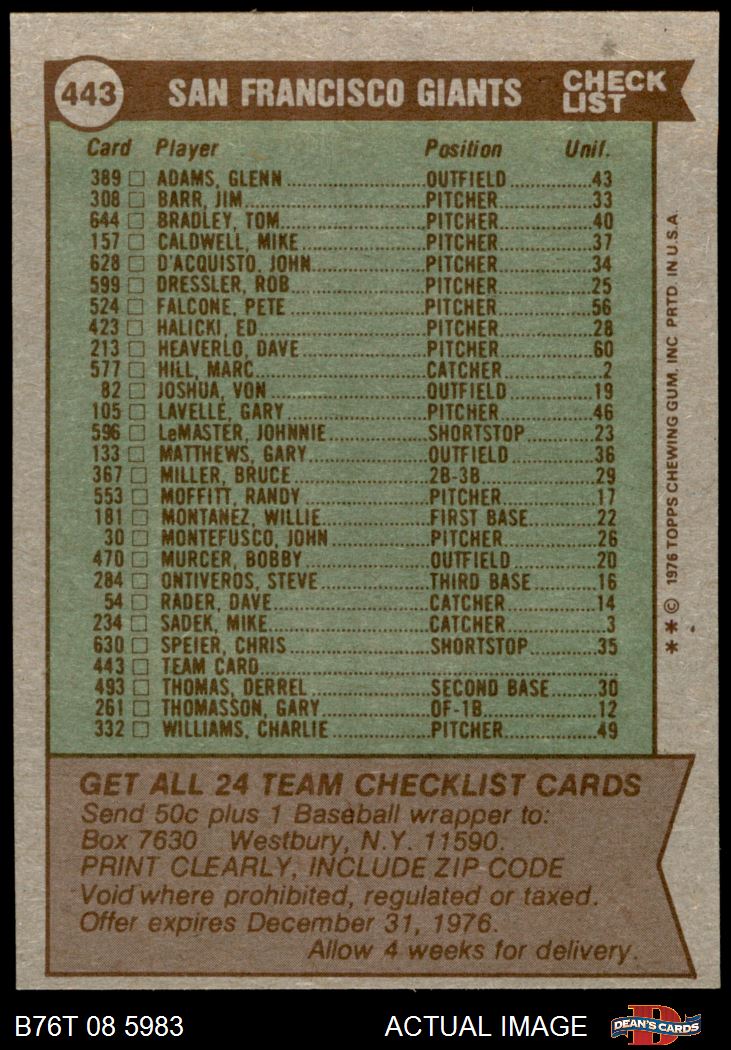 443 SAN FRANCISCO GIANTS CHECK LIST
Card Player Position Unif.
389 ADAMS, GLENN OUTFIELD 43
308 BARR, JIM PITCHER 33
644 BRADLEY, TOM PITCHER 40
157 CALDWELL, MIKE PITCHER 37
628 D'ACQUISTO, JOHN PITCHER 34
599 DRESSLER, ROB PITCHER 25
524 FALCONE, PETE PITCHER 56
423 HALICKI, ED PITCHER 28
213 HEAVERLO, DAVE PITCHER 60
577 HILL, MARC CATCHER 2
82 JOSHUA, VON OUTFIELD 19
105 LAVELLE, GARY PITCHER 46
596 LeMASTER, JOHNNIE SHORTSTOP 23
133 MATTHEWS, GARY OUTFIELD 36
367 MILLER, BRUCE 2B-3B 29
553 MOFFITT, RANDY PITCHER 17
181 MONTANEZ, WILLIE FIRST BASE 22
30 MONTEFUSCO, JOHN PITCHER 26
470 MURCER, BOBBY OUTFIELD 20
284 ONTIVEROS, STEVE THIRD BASE 16
54 RADER, DAVE CATCHER 14
234 SADEK, MIKE CATCHER 3
630 SPEIER, CHRIS SHORTSTOP 35
443 TEAM CARD
493 THOMAS, DERREL SECOND BASE 30
261 THOMASSON, GARY OF-1B 12
332 WILLIAMS, CHARLIE PITCHER 49
* * © 1976 TOPPS CHEWING GUM, INC PRTD. IN U.S.A.
GET ALL 24 TEAM CHECKLIST CARDS
Send 50c plus 1 Baseball wrapper to:
Box 7630 Westbury, N.Y. 11590.
PRINT CLEARLY, INCLUDE ZIP CODE
Void where prohibited, regulated or taxed.
Offer expires December 31, 1976.
Allow 4 weeks for delivery.
B76T 08 5983 ACTUAL IMAGE DEAN'S CARDS